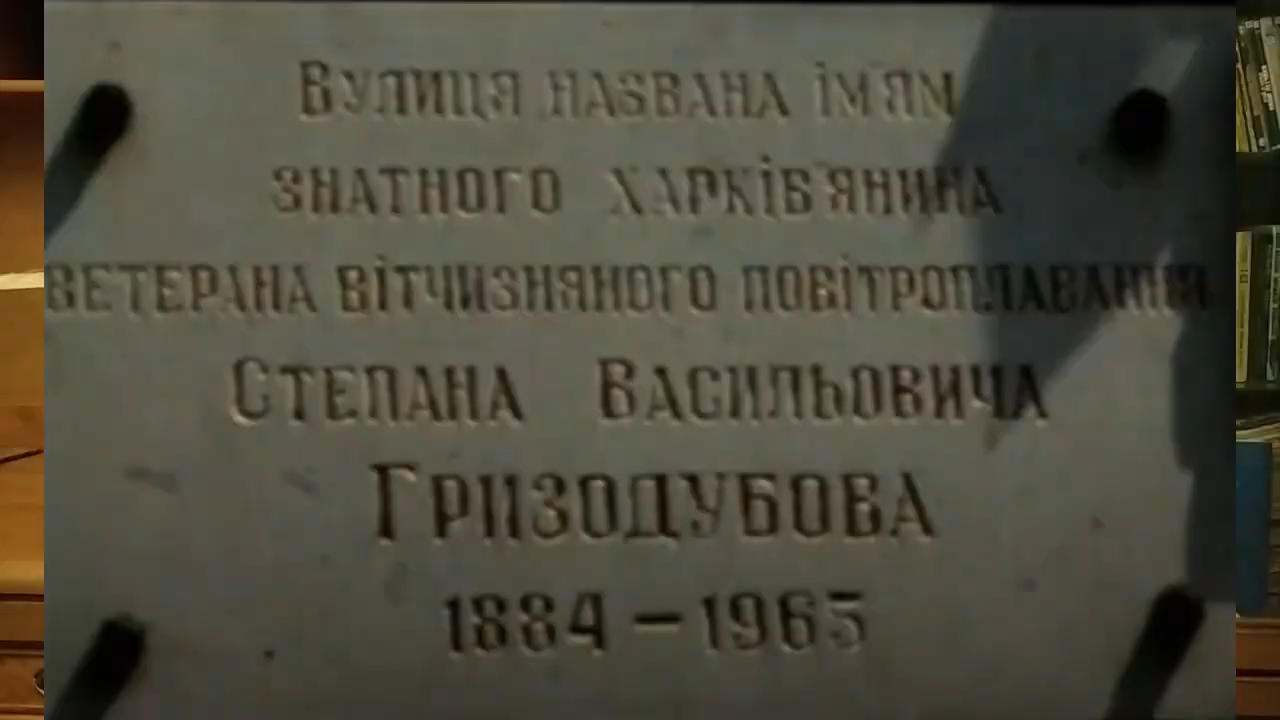 Вулиця названа ім'ям
знатного харків'янина
ветерана вітчизняного повітроплавання
Степана Васильовича
Гризодубова
1884 – 1965